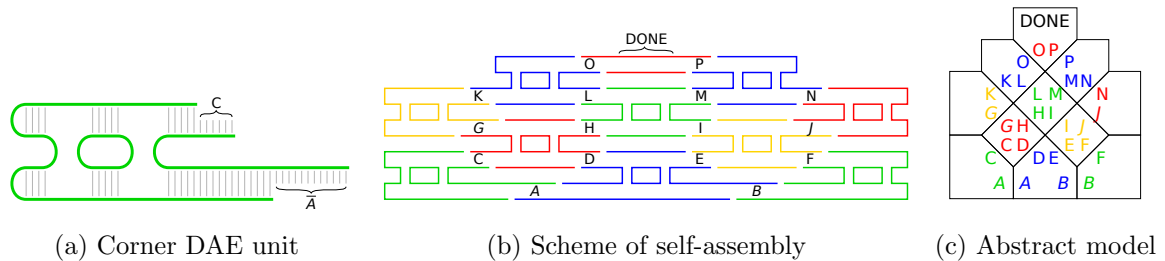 C
A̅
(a) Corner DAE unit
DONE
O P
K L M N
G H I J
C D E F
A B
(b) Scheme of self-assembly
DONE
O P
O P
K L M N
K L M N
G H I J
G H I J
C D E F
C D E F
A A B B
(c) Abstract model